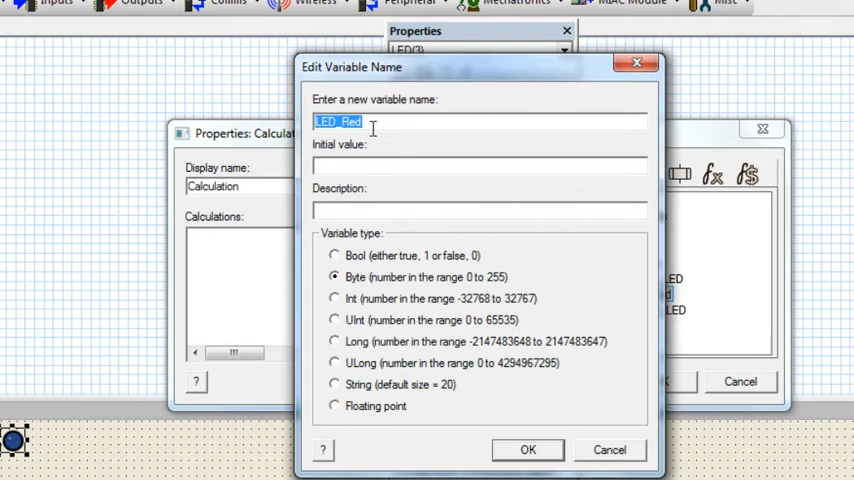 Inputs Outputs Comms Wireless Peripheral Mechatronics MIAC Module Misc
Properties
LED(3)
Edit Variable Name
Enter a new variable name:
LED_Red
Initial value:
Description:
Variable type:
Bool (either true, 1 or false, 0)
Byte (number in the range 0 to 255)
Int (number in the range -32768 to 32767)
UInt (number in the range 0 to 65535)
Long (number in the range -2147483648 to 2147483647)
ULong (number in the range 0 to 4294967295)
String (default size = 20)
Floating point
? OK Cancel
Properties: Calculat
Display name:
Calculation
Calculations:
?
fx f$
LED
d
LED
Cancel